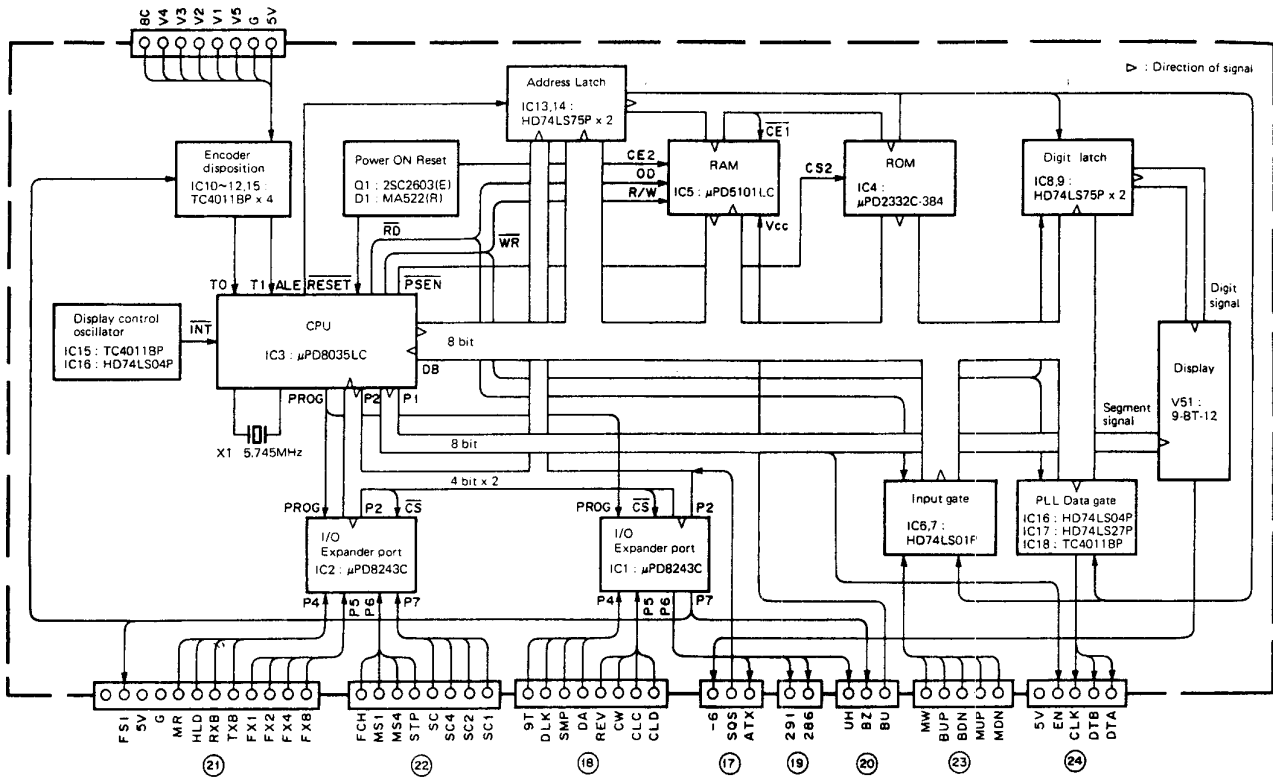 8C V4 V3 V2 V1 V5 G 5V
▷ : Direction of signal
Address Latch
IC13,14 :
HD74LS75P x 2
Encoder
disposition
IC10~12,15 :
TC4011BP x 4
Power ON Reset
Q1 : 2SC2603(E)
D1 : MA522(R)
CE1
CE2
OD
R/W
RAM
IC5 : μPD5101LC
Vcc
CS2
ROM
IC4 :
μPD2332C-384
Digit latch
IC8,9 :
HD74LS75P x 2
RD
WR
T0 T1 ALE RESET PSEN
Digit
signal
Display control
oscillator
IC15 : TC4011BP
IC16 : HD74LS04P
INT
CPU
IC3 : μPD8035LC
8 bit
DB
Display
V51 :
9-BT-12
PROG P2 P1
Segment
signal
8 bit
X1 5.745MHz
4 bit x 2
PROG P2 CS
I/O
Expander port
IC2 : μPD8243C
P4 P5 P6 P7
PROG CS P2
I/O
Expander port
IC1 : μPD8243C
P4 P5 P6 P7
Input gate
IC6,7 :
HD74LS01P
PLL Data gate
IC16 : HD74LS04P
IC17 : HD74LS27P
IC18 : TC4011BP
FS1 5V G MR HLD RXB TXB FX1 FX2 FX4 FX8
FCH MS1 MS4 STP SC SC4 SC2 SC1
9T DLK SMP DA REV CW CLC CLD
-6 SQS ATX
291 286
UH BZ BU
MW BUP BDN MUP MDN
5V EN CLK DTB DTA
21 22 18 17 19 20 23 24